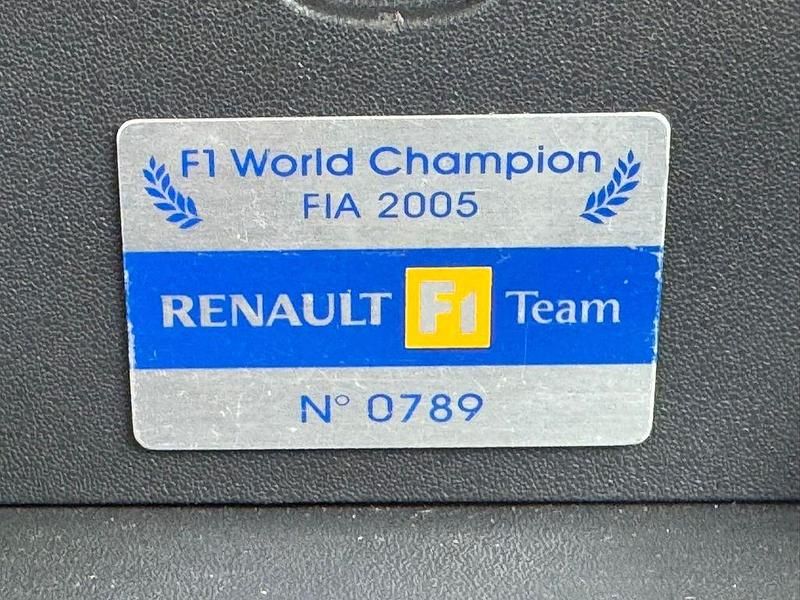 F1 World Champion
FIA 2005
RENAULT F1 Team
N° 0789